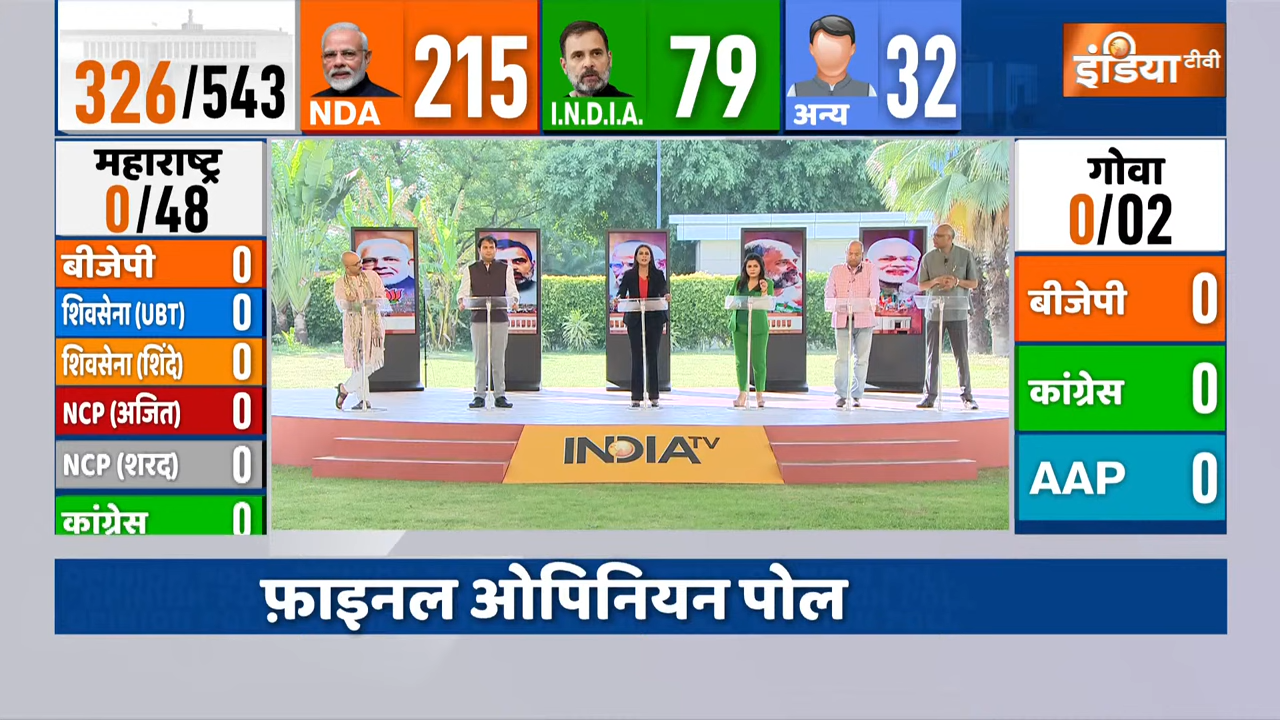 326/543
NDA
215
I.N.D.I.A.
79
अन्य
32
इंडिया टीवी
महाराष्ट्र
0/48
बीजेपी 0
शिवसेना (UBT) 0
शिवसेना (शिंदे) 0
NCP (अजित) 0
NCP (शरद) 0
कांग्रेस 0
गोवा
0/02
बीजेपी 0
कांग्रेस 0
AAP 0
INDIA TV
फ़ाइनल ओपिनियन पोल